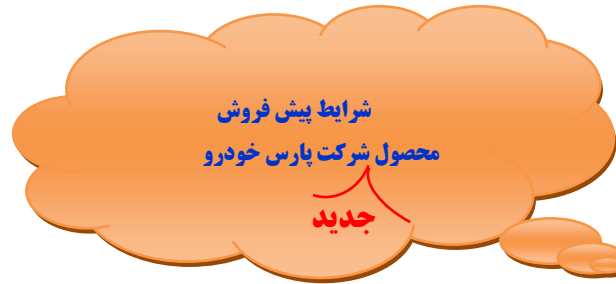 شرایط پیش فروش
محصول شرکت پارس خودرو
جدید